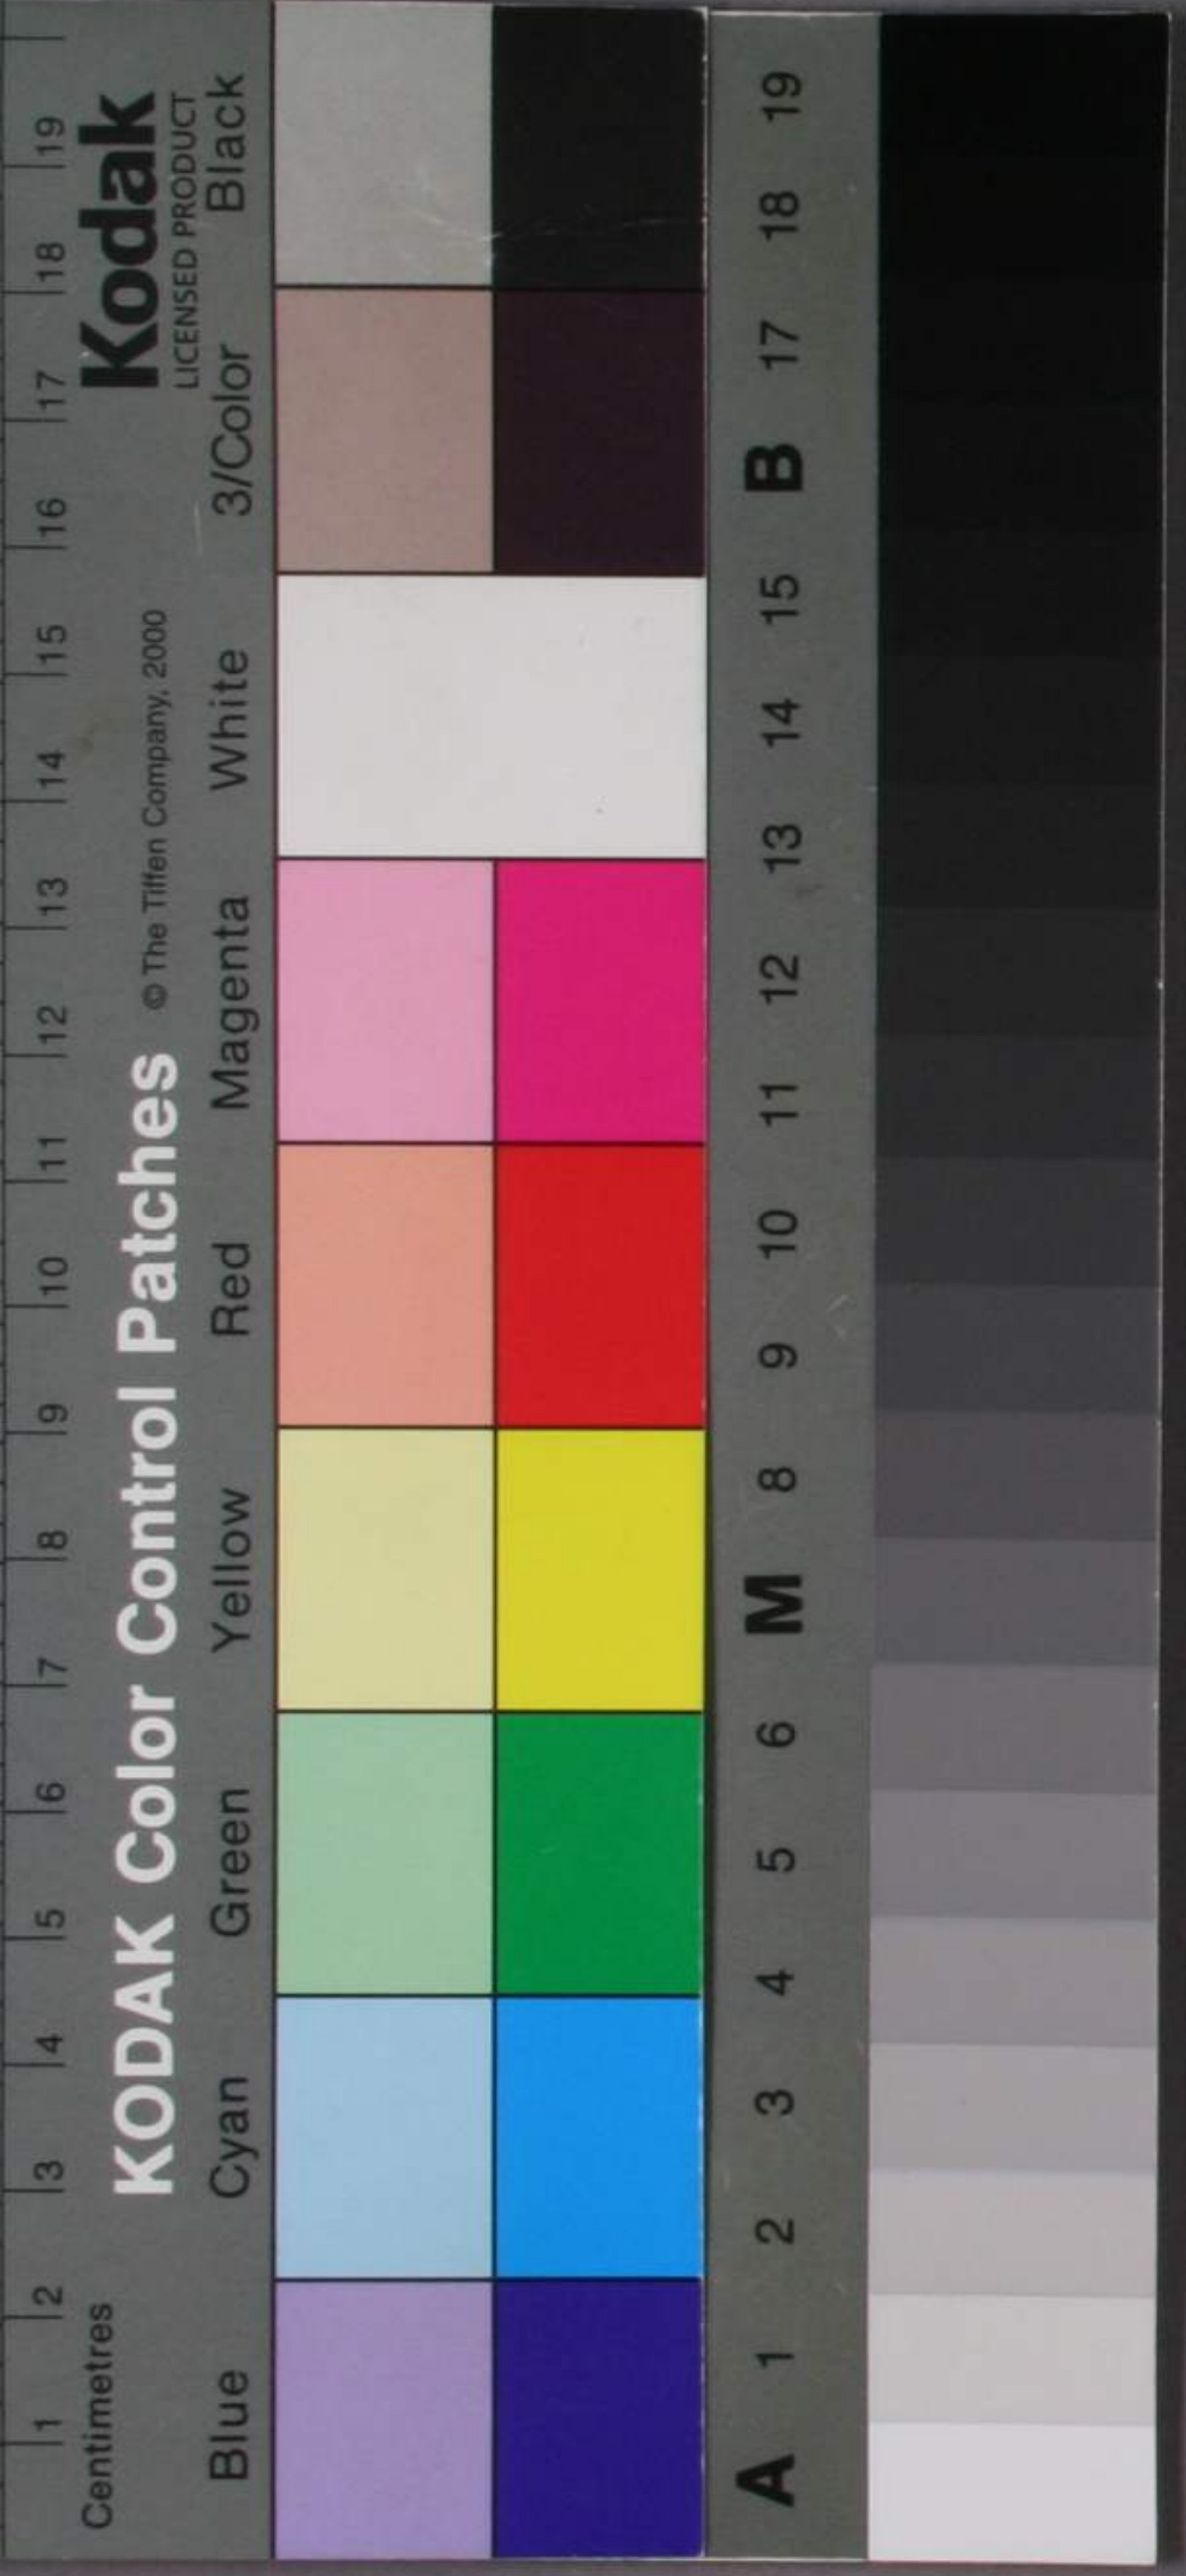 1 2 3 4 5 6 7 8 9 10 11 12 13 14 15 16 17 18 19
Centimetres
KODAK Color Control Patches © The Tiffen Company, 2000
Kodak
LICENSED PRODUCT
Blue Cyan Green Yellow Red Magenta White 3/Color Black
A 1 2 3 4 5 6 M 8 9 10 11 12 13 14 15 B 17 18 19